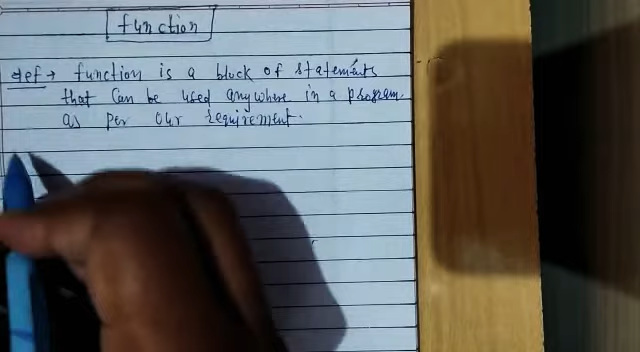 function
def → function is a block of statements
that can be used anywhere in a program.
as per our requirement.